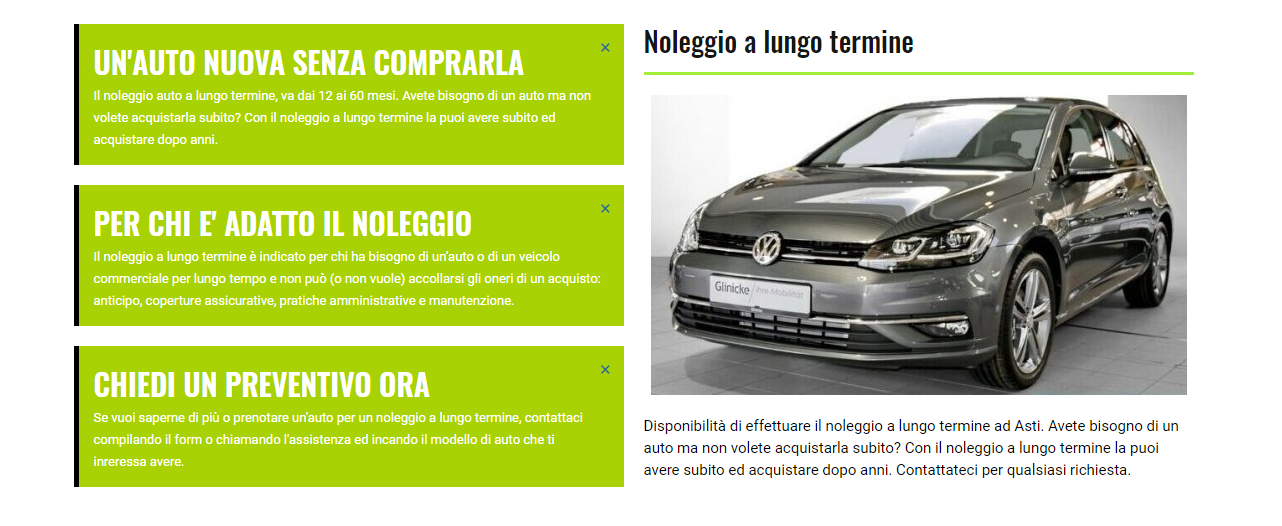 UN'AUTO NUOVA SENZA COMPRARLA
Il noleggio auto a lungo termine, va dai 12 ai 60 mesi. Avete bisogno di un auto ma non
volete acquistarla subito? Con il noleggio a lungo termine la puoi avere subito ed
acquistare dopo anni.
PER CHI E' ADATTO IL NOLEGGIO
Il noleggio a lungo termine è indicato per chi ha bisogno di un'auto o di un veicolo
commerciale per lungo tempo e non può (o non vuole) accollarsi gli oneri di un acquisto:
anticipo, coperture assicurative, pratiche amministrative e manutenzione.
CHIEDI UN PREVENTIVO ORA
Se vuoi saperne di più o prenotare un'auto per un noleggio a lungo termine, contattaci
compilando il form o chiamando l'assistenza ed incando il modello di auto che ti
inreressa avere.
Noleggio a lungo termine
Glinicke Ihre Mobilität
Disponibilità di effettuare il noleggio a lungo termine ad Asti. Avete bisogno di un
auto ma non volete acquistarla subito? Con il noleggio a lungo termine la puoi
avere subito ed acquistare dopo anni. Contattateci per qualsiasi richiesta.